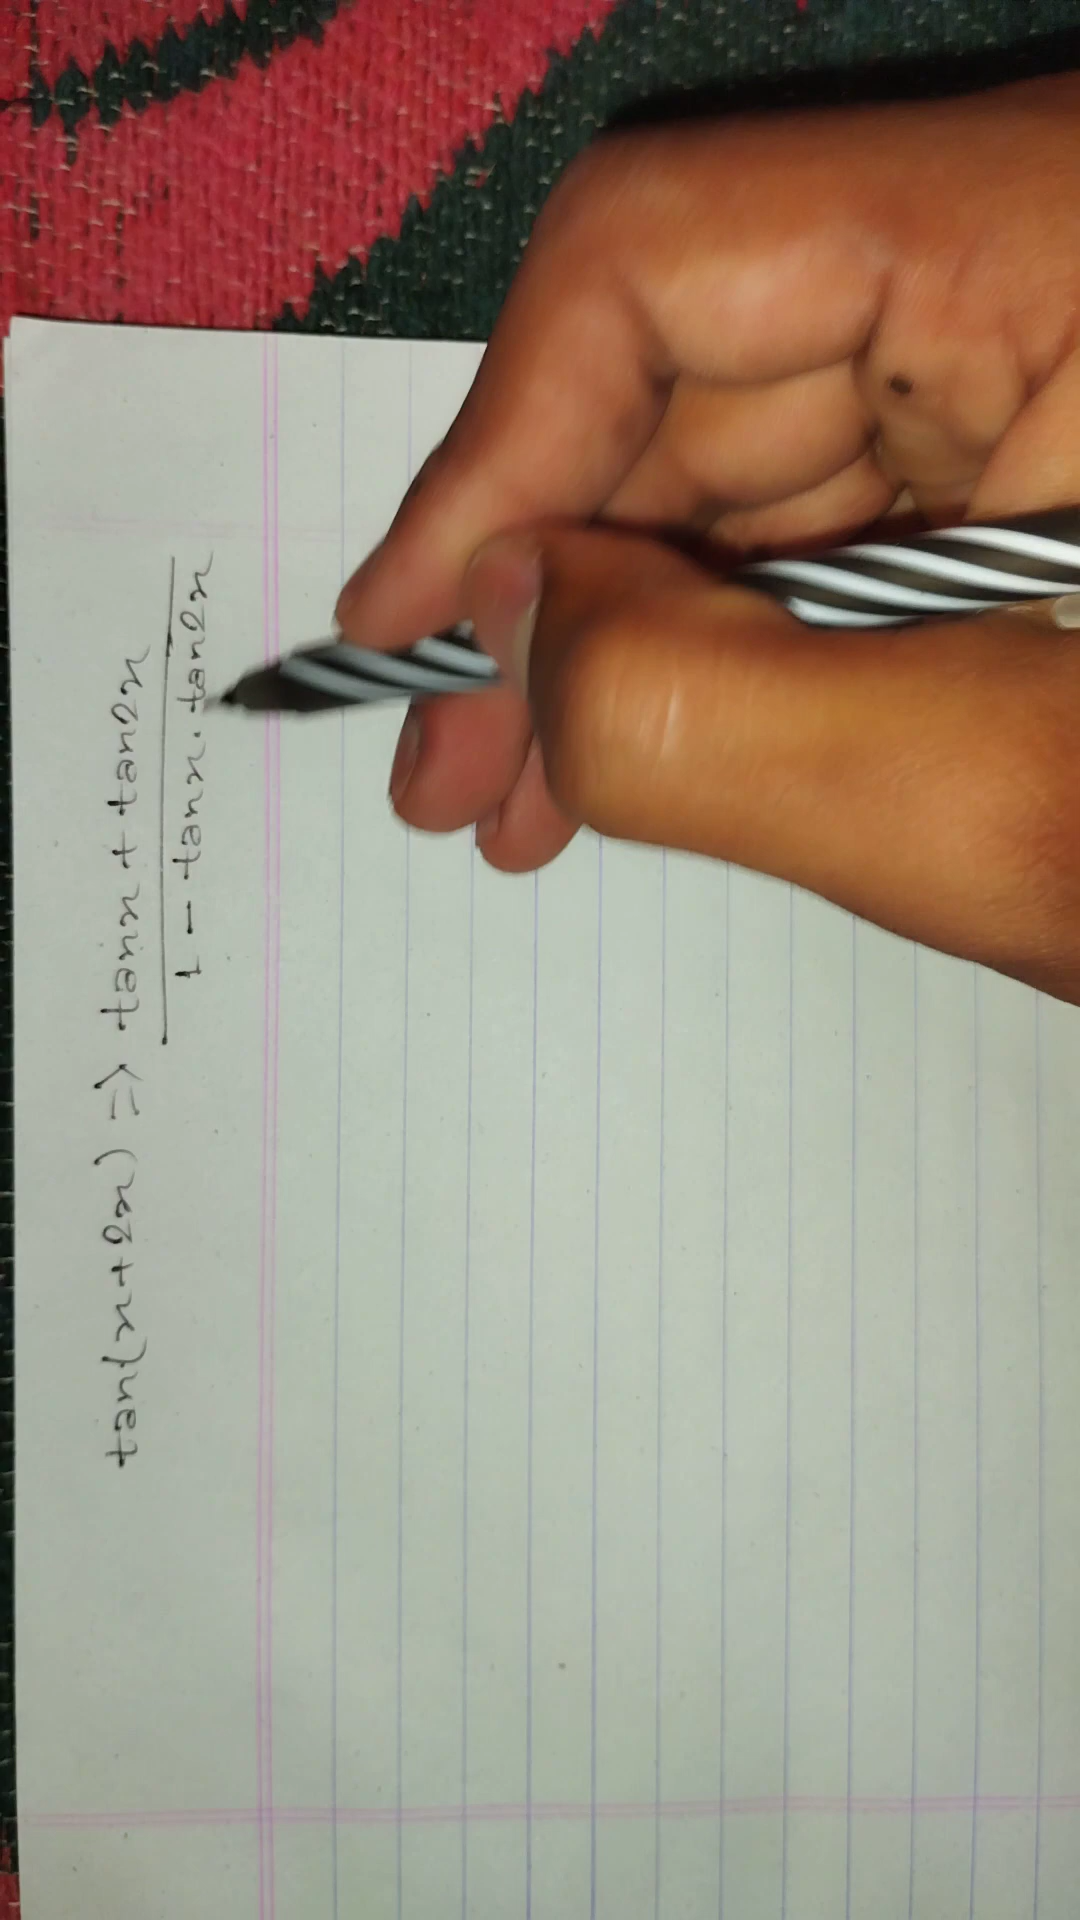 tan(x+2x) => tanx + tan2x
1 - tanx . tan2x